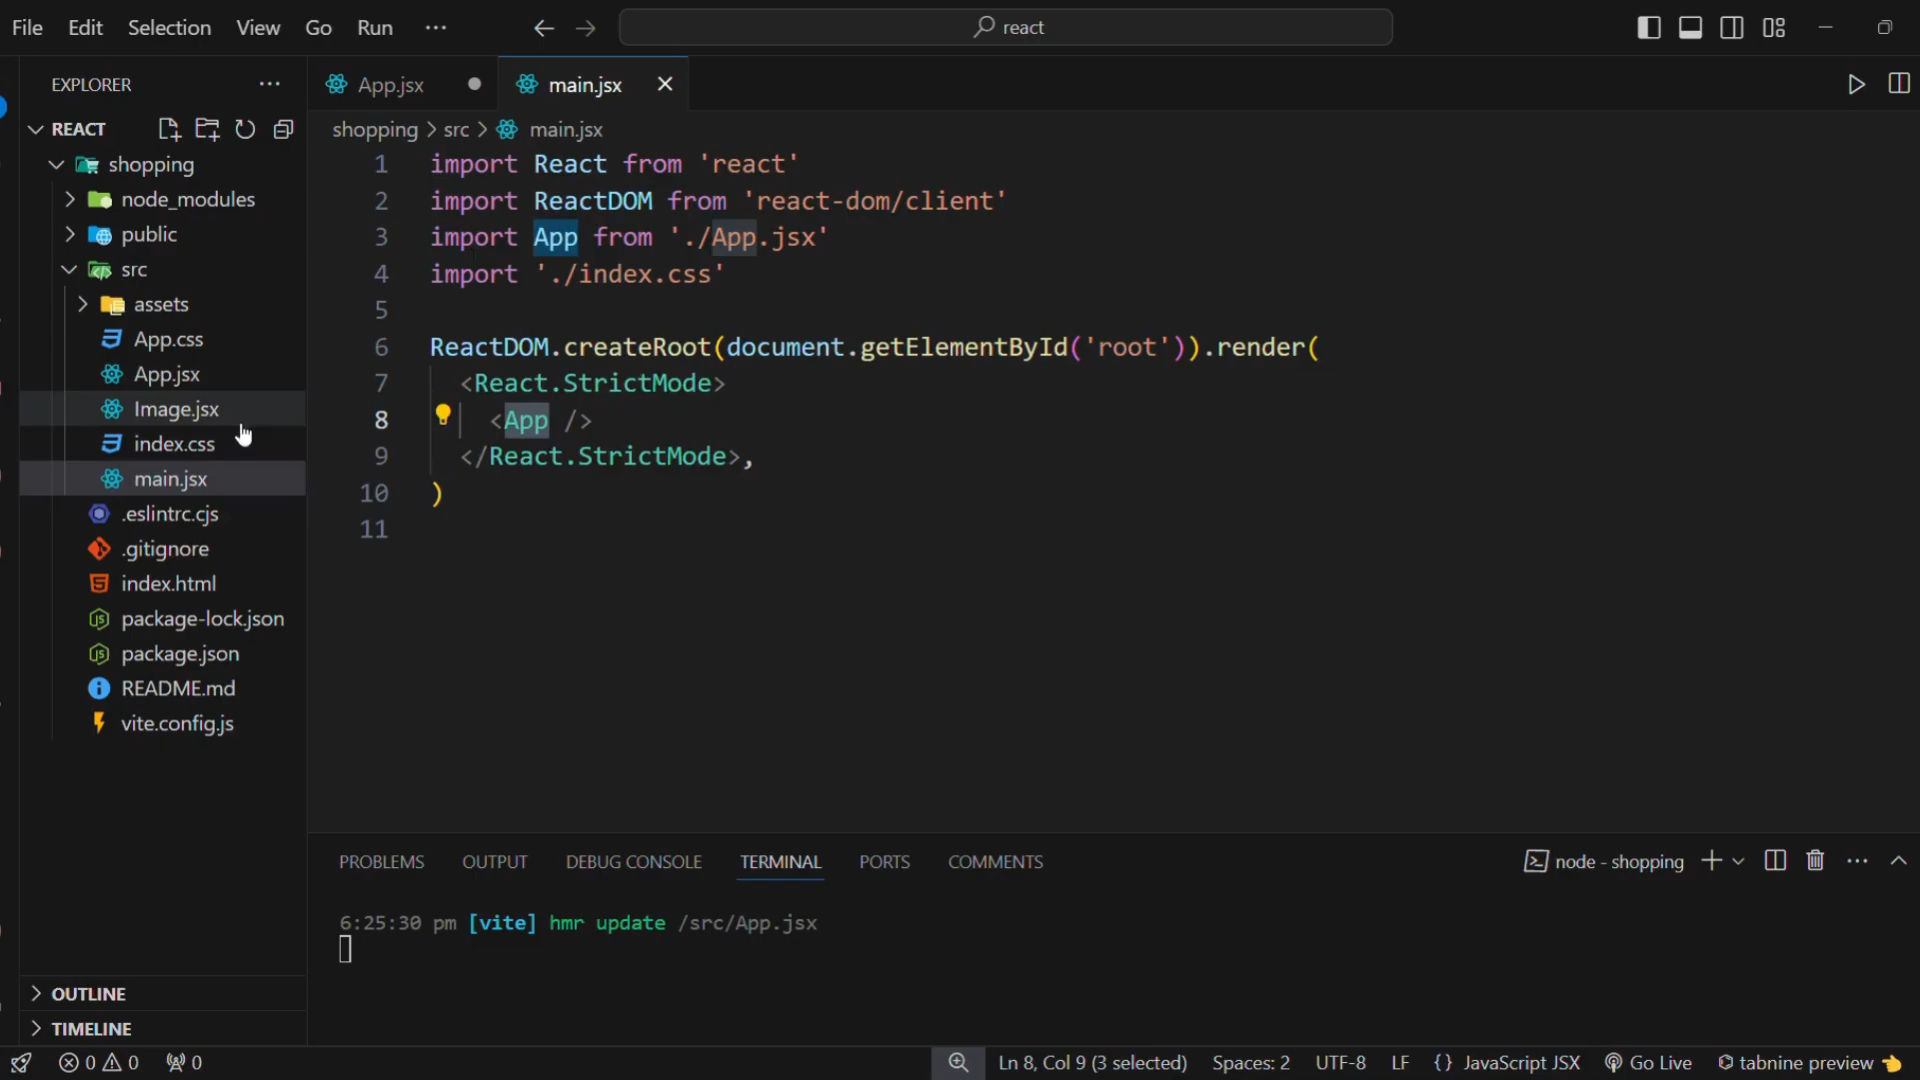 File Edit Selection View Go Run ···
react
EXPLORER ···
REACT
shopping
node_modules
public
src
assets
App.css
App.jsx
Image.jsx
index.css
main.jsx
.eslintrc.cjs
.gitignore
index.html
package-lock.json
package.json
README.md
vite.config.js
OUTLINE
TIMELINE
App.jsx main.jsx
shopping > src > main.jsx
1 import React from 'react'
2 import ReactDOM from 'react-dom/client'
3 import App from './App.jsx'
4 import './index.css'
5
6 ReactDOM.createRoot(document.getElementById('root')).render(
7 <React.StrictMode>
8 <App />
9 </React.StrictMode>,
10 )
11
PROBLEMS OUTPUT DEBUG CONSOLE TERMINAL PORTS COMMENTS
node - shopping
6:25:30 pm [vite] hmr update /src/App.jsx
0 0 0
Ln 8, Col 9 (3 selected) Spaces: 2 UTF-8 LF {} JavaScript JSX Go Live tabnine preview